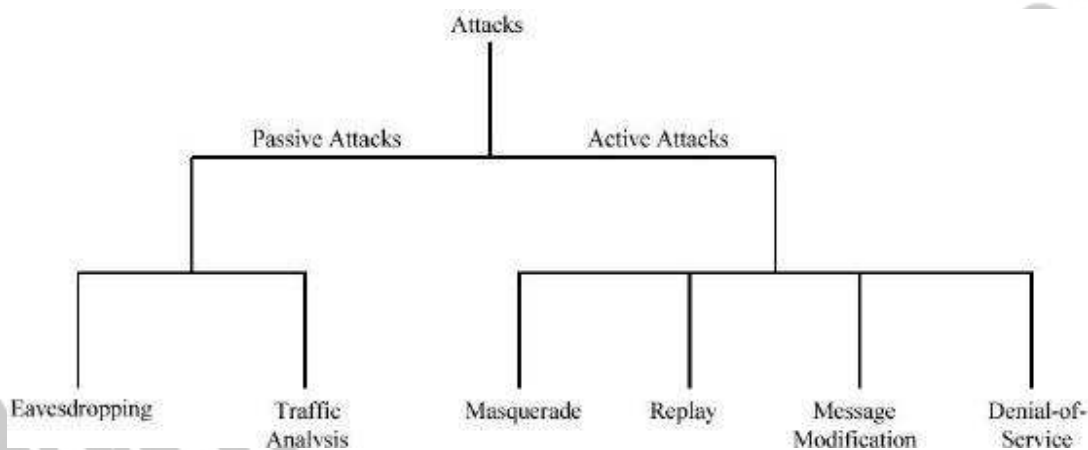 Attacks
Passive Attacks
Active Attacks
Eavesdropping
Traffic
Analysis
Masquerade
Replay
Message
Modification
Denial-of-
Service